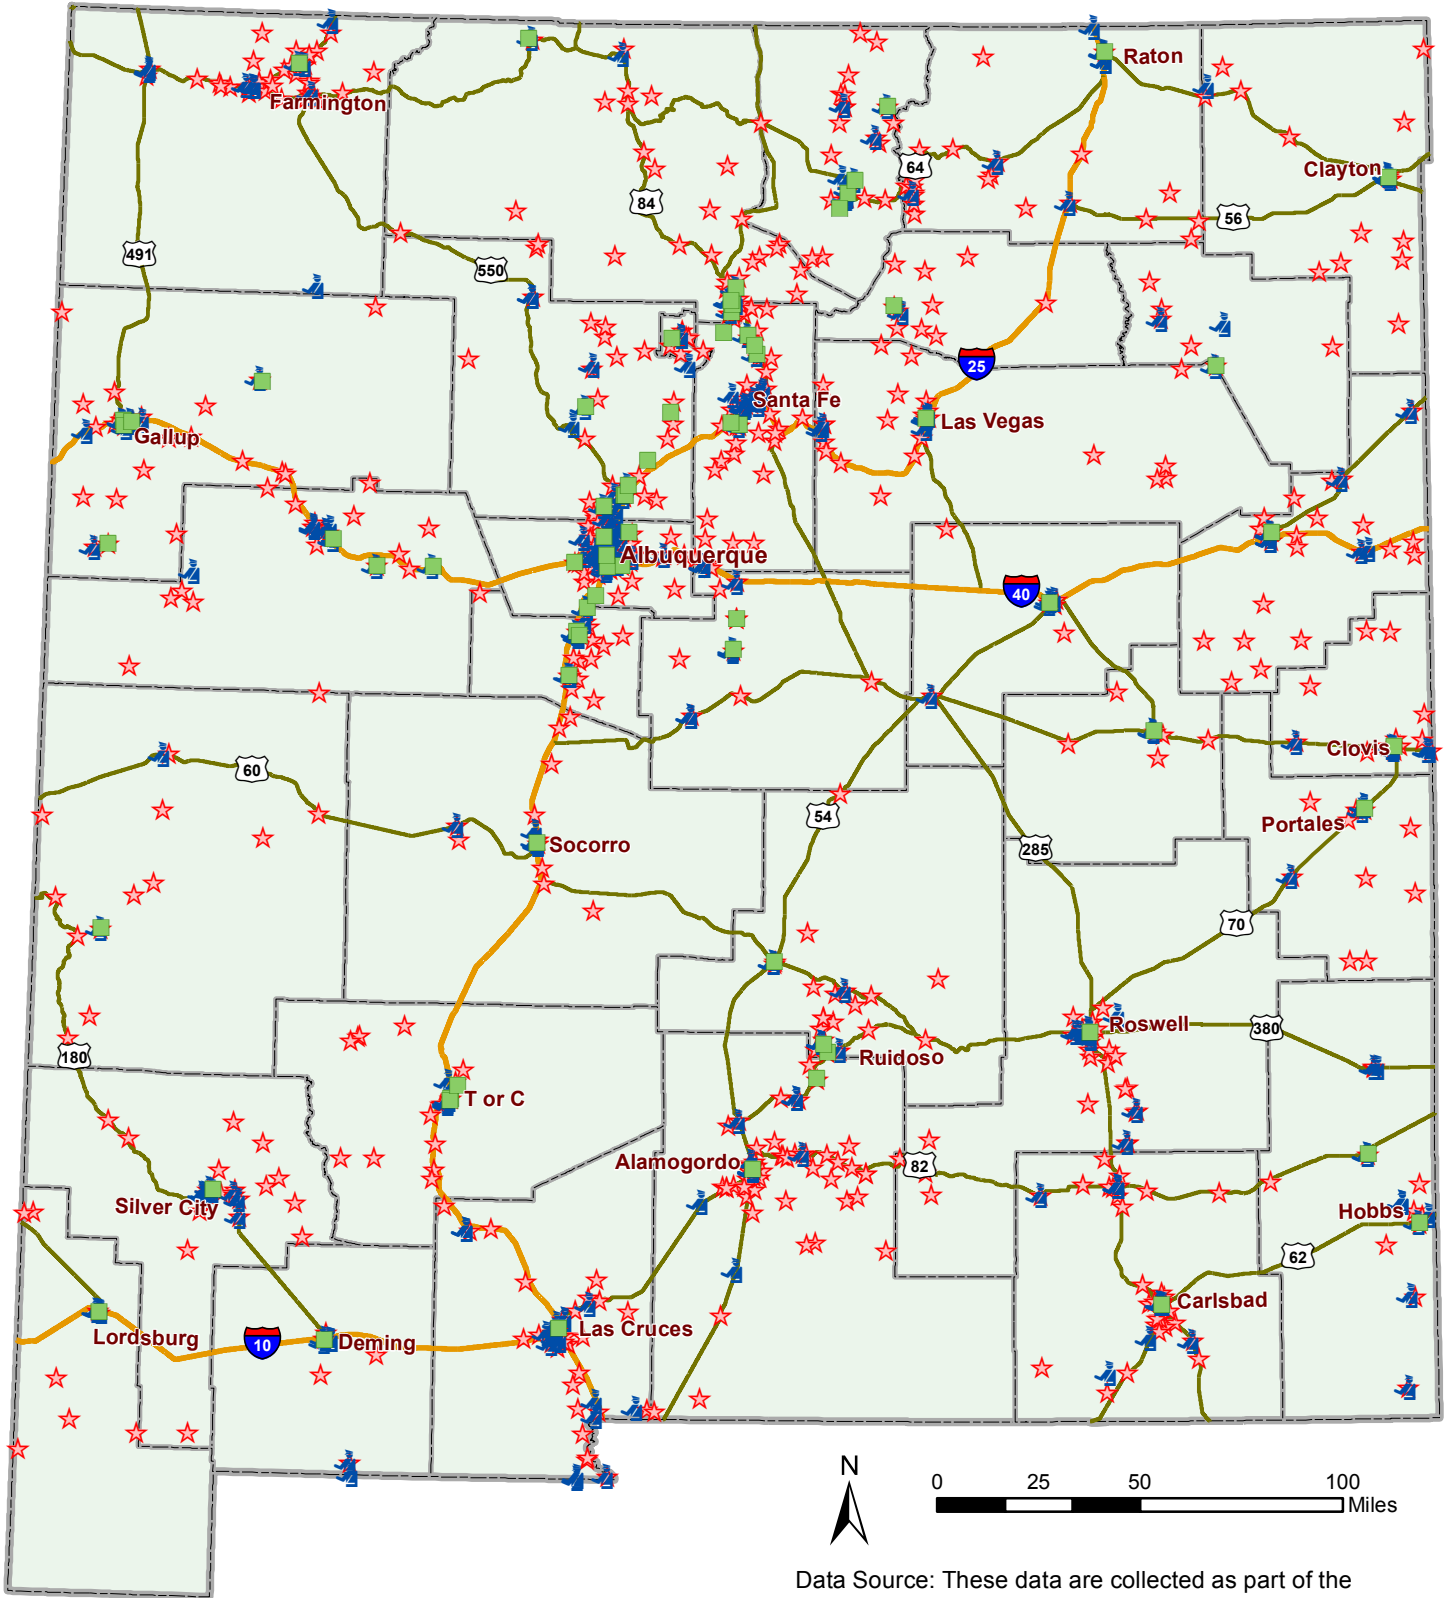 Raton
Farmington
64
Clayton
84
56
491
550
25
Santa Fe
Las Vegas
Gallup
Albuquerque
40
Clovis
60
54
Portales
Socorro
285
70
Roswell
380
180
Ruidoso
T or C
Alamogordo
82
Silver City
Hobbs
62
Carlsbad
Las Cruces
Lordsburg
10
Deming
N
0 25 50 100
Miles
Data Source: These data are collected as part of the